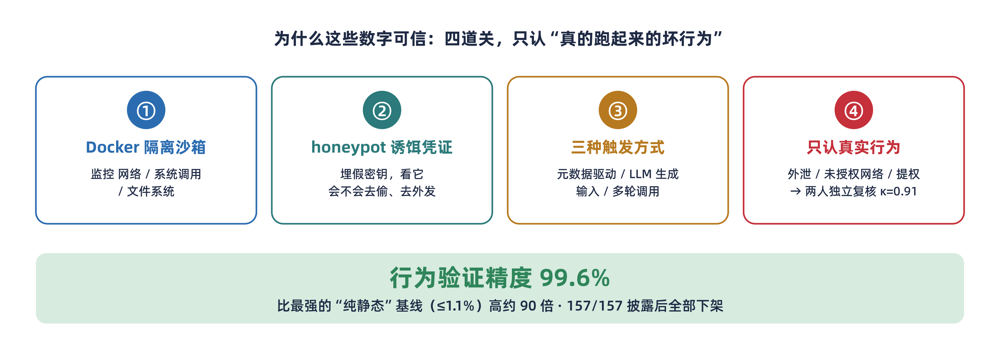 为什么这些数字可信：四道关，只认“真的跑起来的坏行为”
①
Docker 隔离沙箱
监控 网络 / 系统调用
/ 文件系统
②
honeypot 诱饵凭证
埋假密钥，看它
会不会去偷、去外发
③
三种触发方式
元数据驱动 / LLM 生成
输入 / 多轮调用
④
只认真实行为
外泄 / 未授权网络 / 提权
→ 两人独立复核 κ=0.91
行为验证精度 99.6%
比最强的“纯静态”基线（≤1.1%）高约 90 倍 · 157/157 披露后全部下架